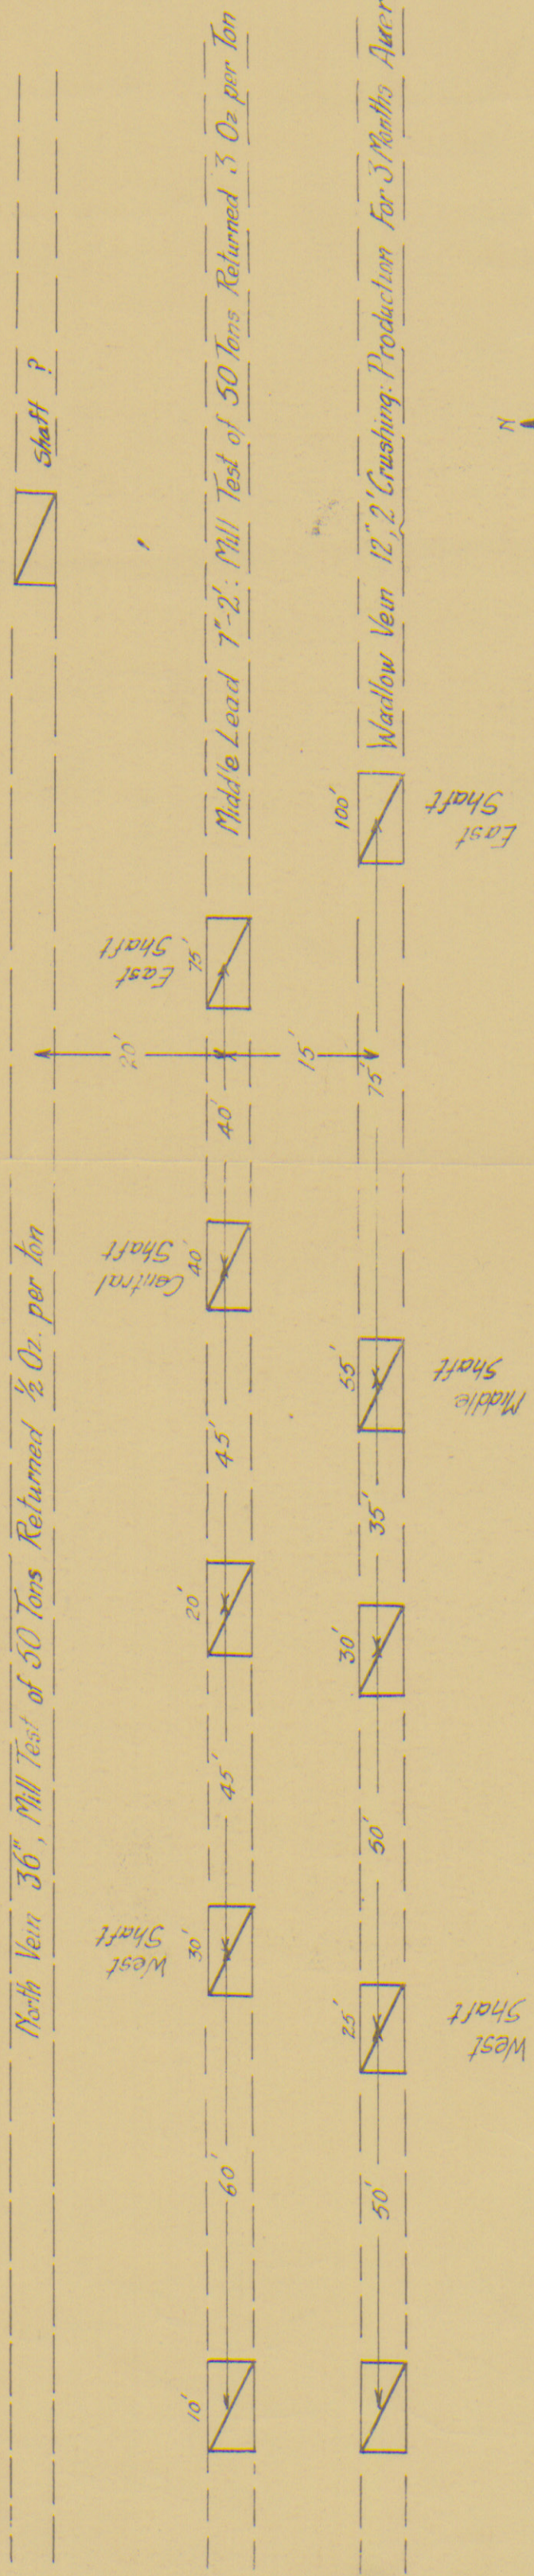 North Vein 36", Mill Test of 50 Tons Returned ½ Oz. per ton
Shaft ?
20'
West Shaft
Central Shaft
East Shaft
10'
30'
20'
40'
75'
60'
45'
45'
40'
Middle Lead 7"-2': Mill Test of 50 Tons Returned 3 Oz per Ton
15'
25'
30'
55'
100'
50'
50'
35'
75'
Wadlow Vein 12", 2' Crushing: Production For 3 Months Aver
West Shaft
Middle Shaft
East Shaft
N